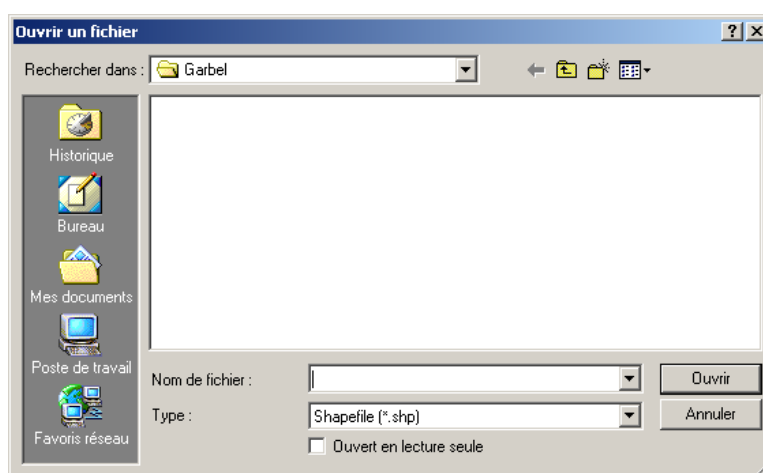 Ouvrir un fichier
Rechercher dans :
Garbel
Historique
Bureau
Mes documents
Poste de travail
Favoris réseau
Nom de fichier :
Ouvrir
Type :
Shapefile (*.shp)
Annuler
Ouvert en lecture seule